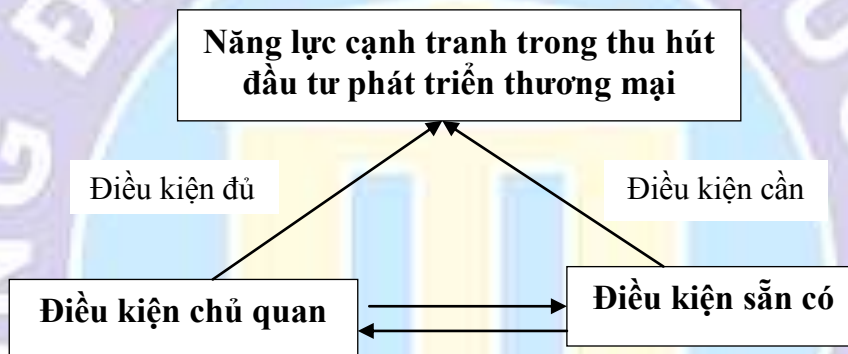 Năng lực cạnh tranh trong thu hút
đầu tư phát triển thương mại
Điều kiện đủ
Điều kiện cần
Điều kiện chủ quan
Điều kiện sẵn có